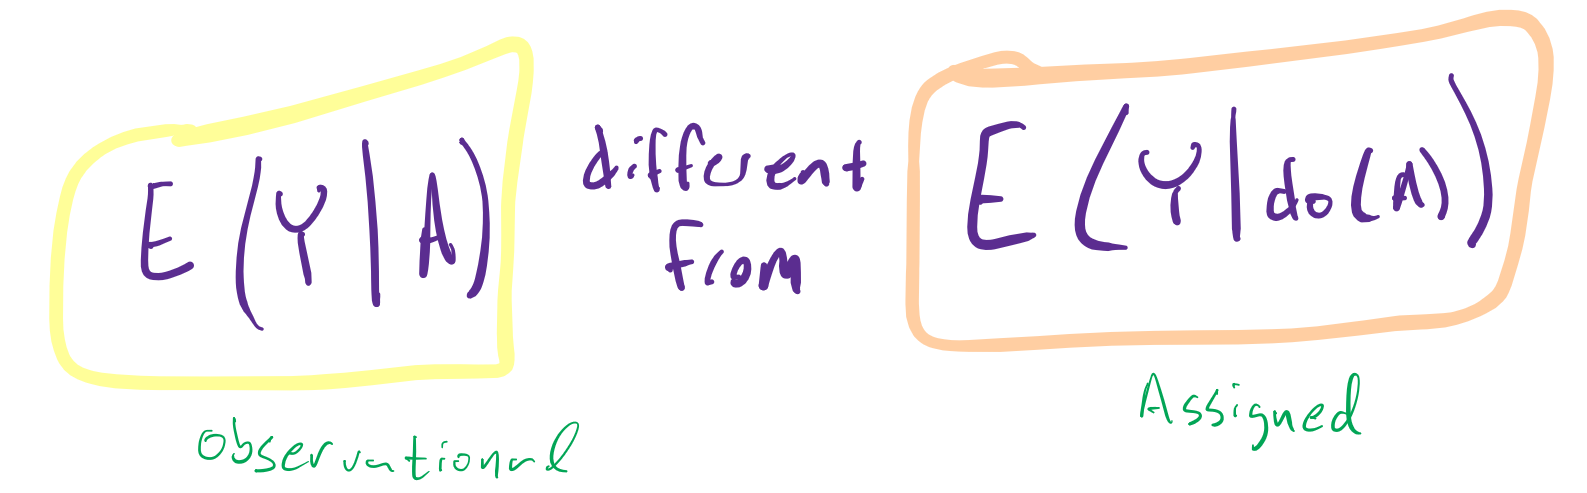 E(Y|A)
different
from
E(Y|do(A))
Observational
Assigned